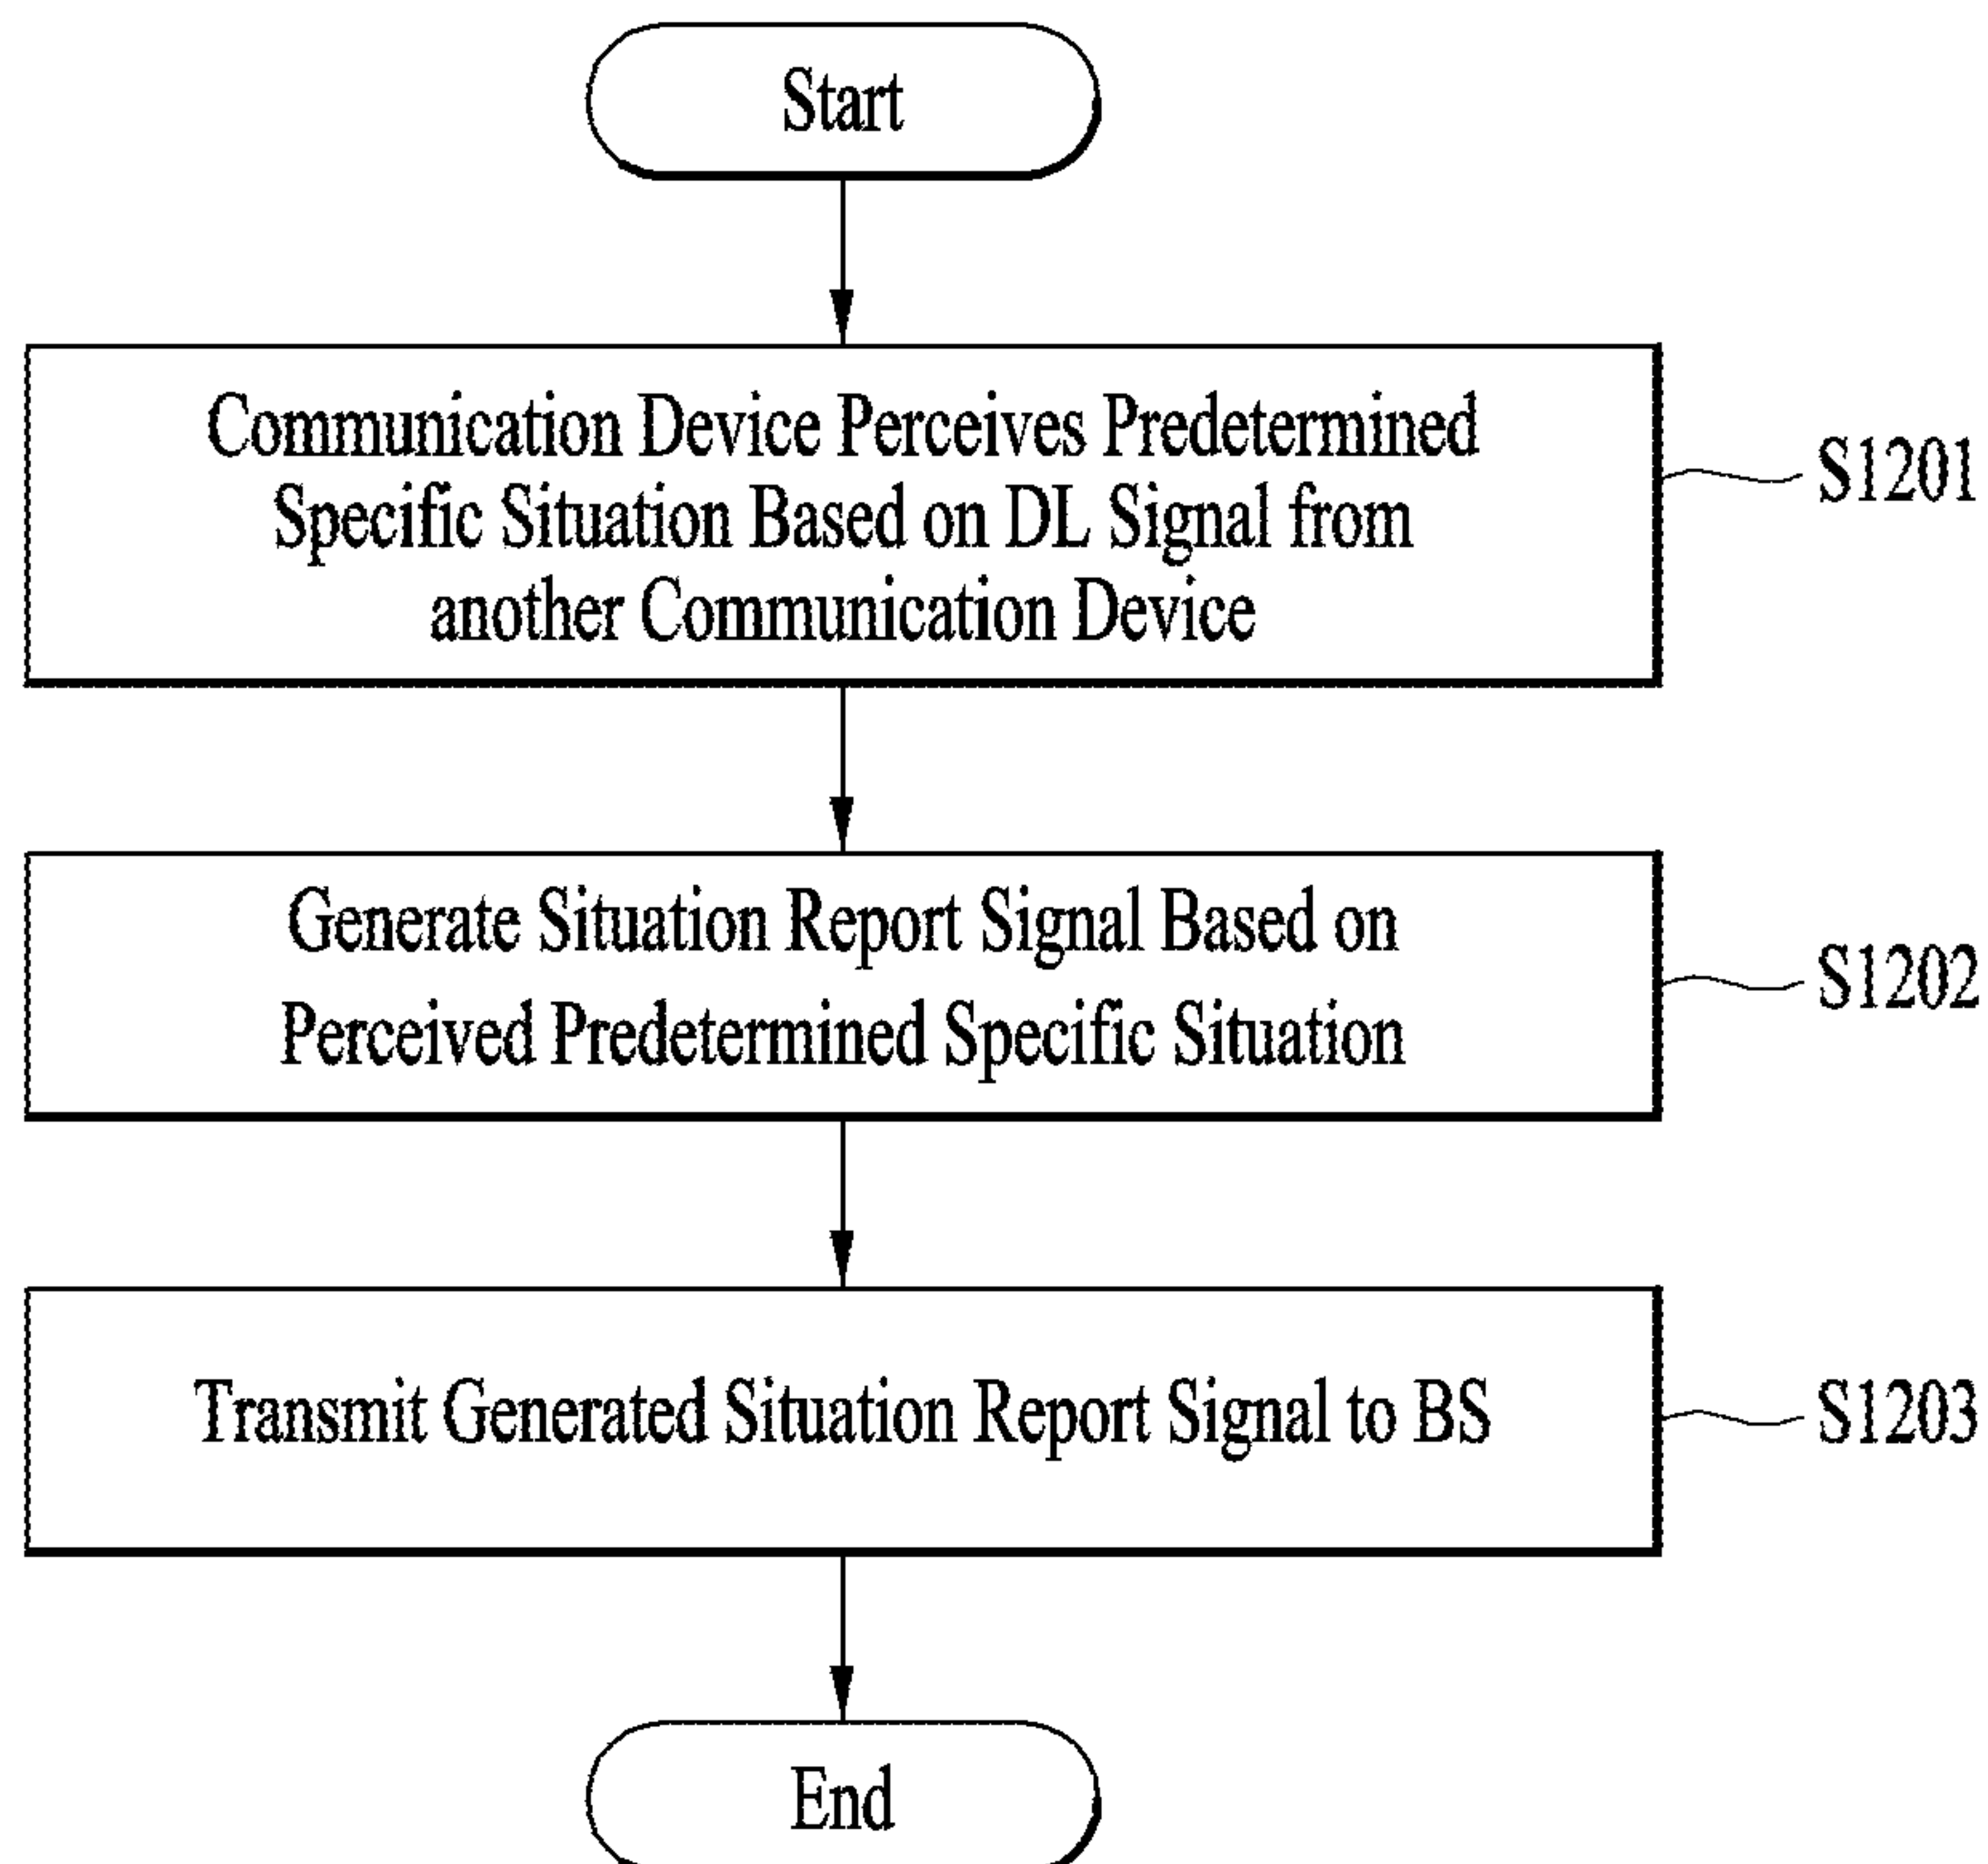 Start
Communication Device Perceives Predetermined
Specific Situation Based on DL Signal from
another Communication Device
S1201
Generate Situation Report Signal Based on
Perceived Predetermined Specific Situation
S1202
Transmit Generated Situation Report Signal to BS
S1203
End